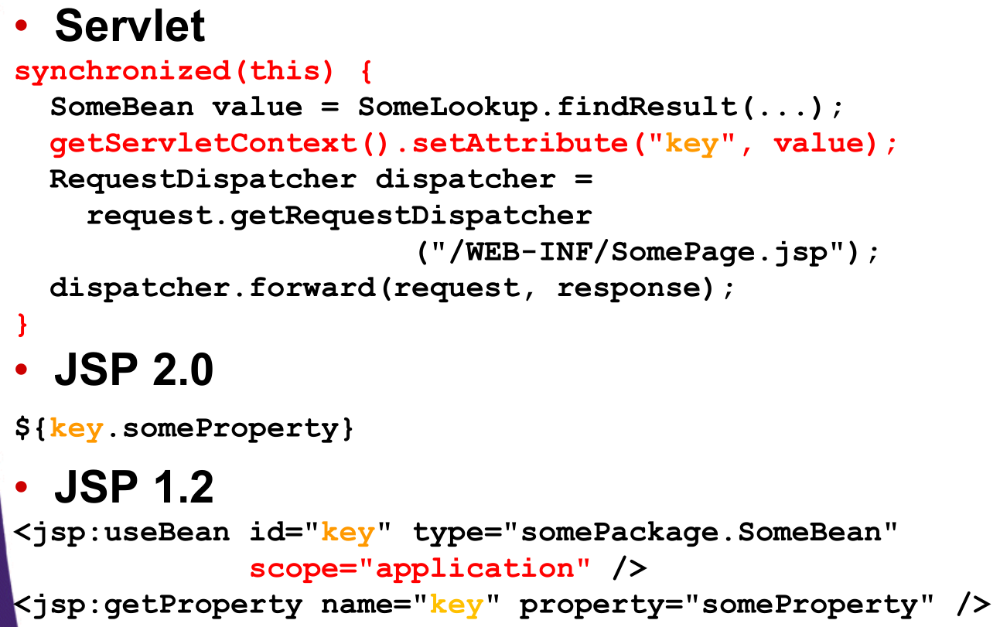 • Servlet
synchronized(this) {
  SomeBean value = SomeLookup.findResult(...);
  getServletContext().setAttribute("key", value);
  RequestDispatcher dispatcher =
    request.getRequestDispatcher
                      ("/WEB-INF/SomePage.jsp");
  dispatcher.forward(request, response);
}
• JSP 2.0
${key.someProperty}
• JSP 1.2
<jsp:useBean id="key" type="somePackage.SomeBean"
             scope="application" />
<jsp:getProperty name="key" property="someProperty" />